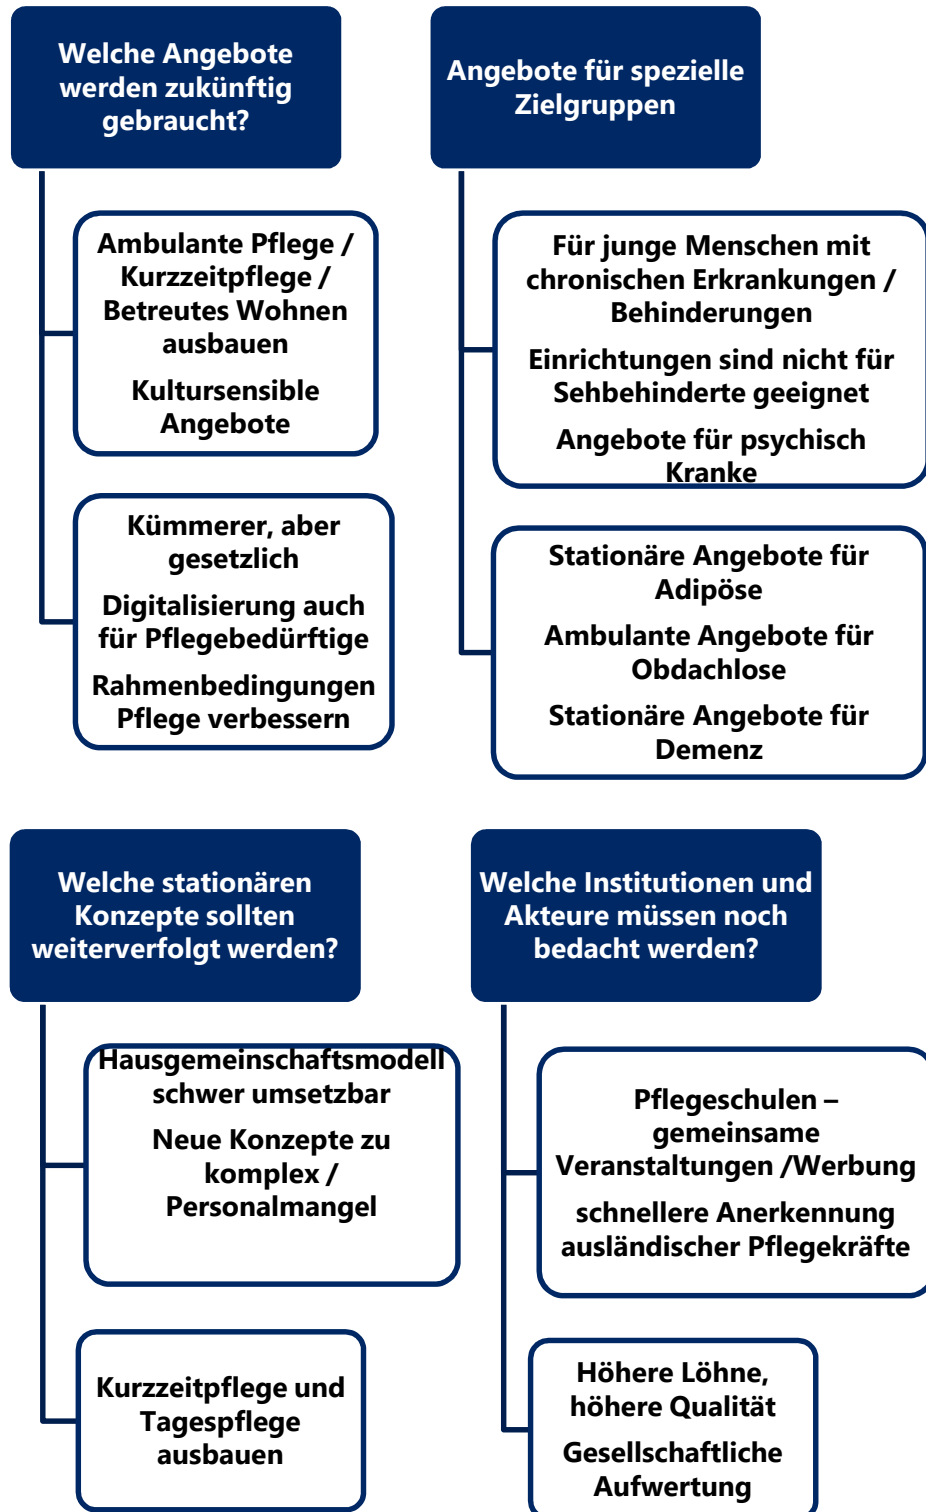 Welche Angebote
werden zukünftig
gebraucht?
Ambulante Pflege /
Kurzzeitpflege /
Betreutes Wohnen
ausbauen
Kultursensible
Angebote
Kümmerer, aber
gesetzlich
Digitalisierung auch
für Pflegebedürftige
Rahmenbedingungen
Pflege verbessern
Angebote für spezielle
Zielgruppen
Für junge Menschen mit
chronischen Erkrankungen /
Behinderungen
Einrichtungen sind nicht für
Sehbehinderte geeignet
Angebote für psychisch
Kranke
Stationäre Angebote für
Adipöse
Ambulante Angebote für
Obdachlose
Stationäre Angebote für
Demenz
Welche stationären
Konzepte sollten
weiterverfolgt werden?
Hausgemeinschaftsmodell
schwer umsetzbar
Neue Konzepte zu
komplex /
Personalmangel
Kurzzeitpflege und
Tagespflege
ausbauen
Welche Institutionen und
Akteure müssen noch
bedacht werden?
Pflegeschulen –
gemeinsame
Veranstaltungen /Werbung
schnellere Anerkennung
ausländischer Pflegekräfte
Höhere Löhne,
höhere Qualität
Gesellschaftliche
Aufwertung